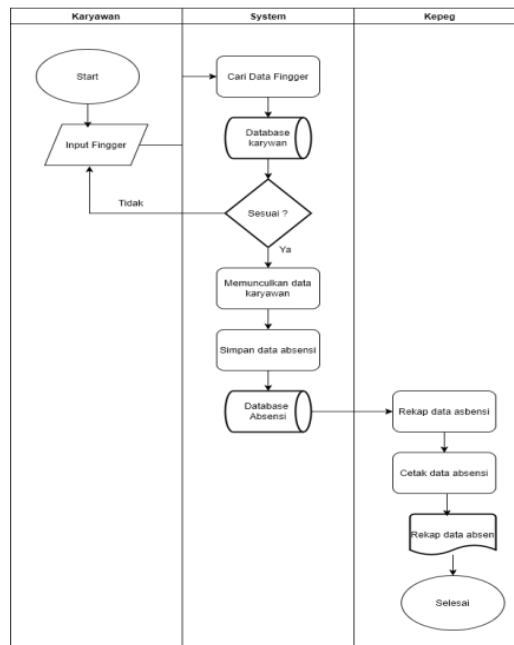 Karyawan
System
Kepeg
Start
Cari Data Fingger
Input Fingger
Database
karywan
Tidak
Sesuai ?
Ya
Memunculkan data
karyawan
Simpan data absensi
Database
Absensi
Rekap data asbensi
Cetak data absensi
Rekap data absen
Selesai